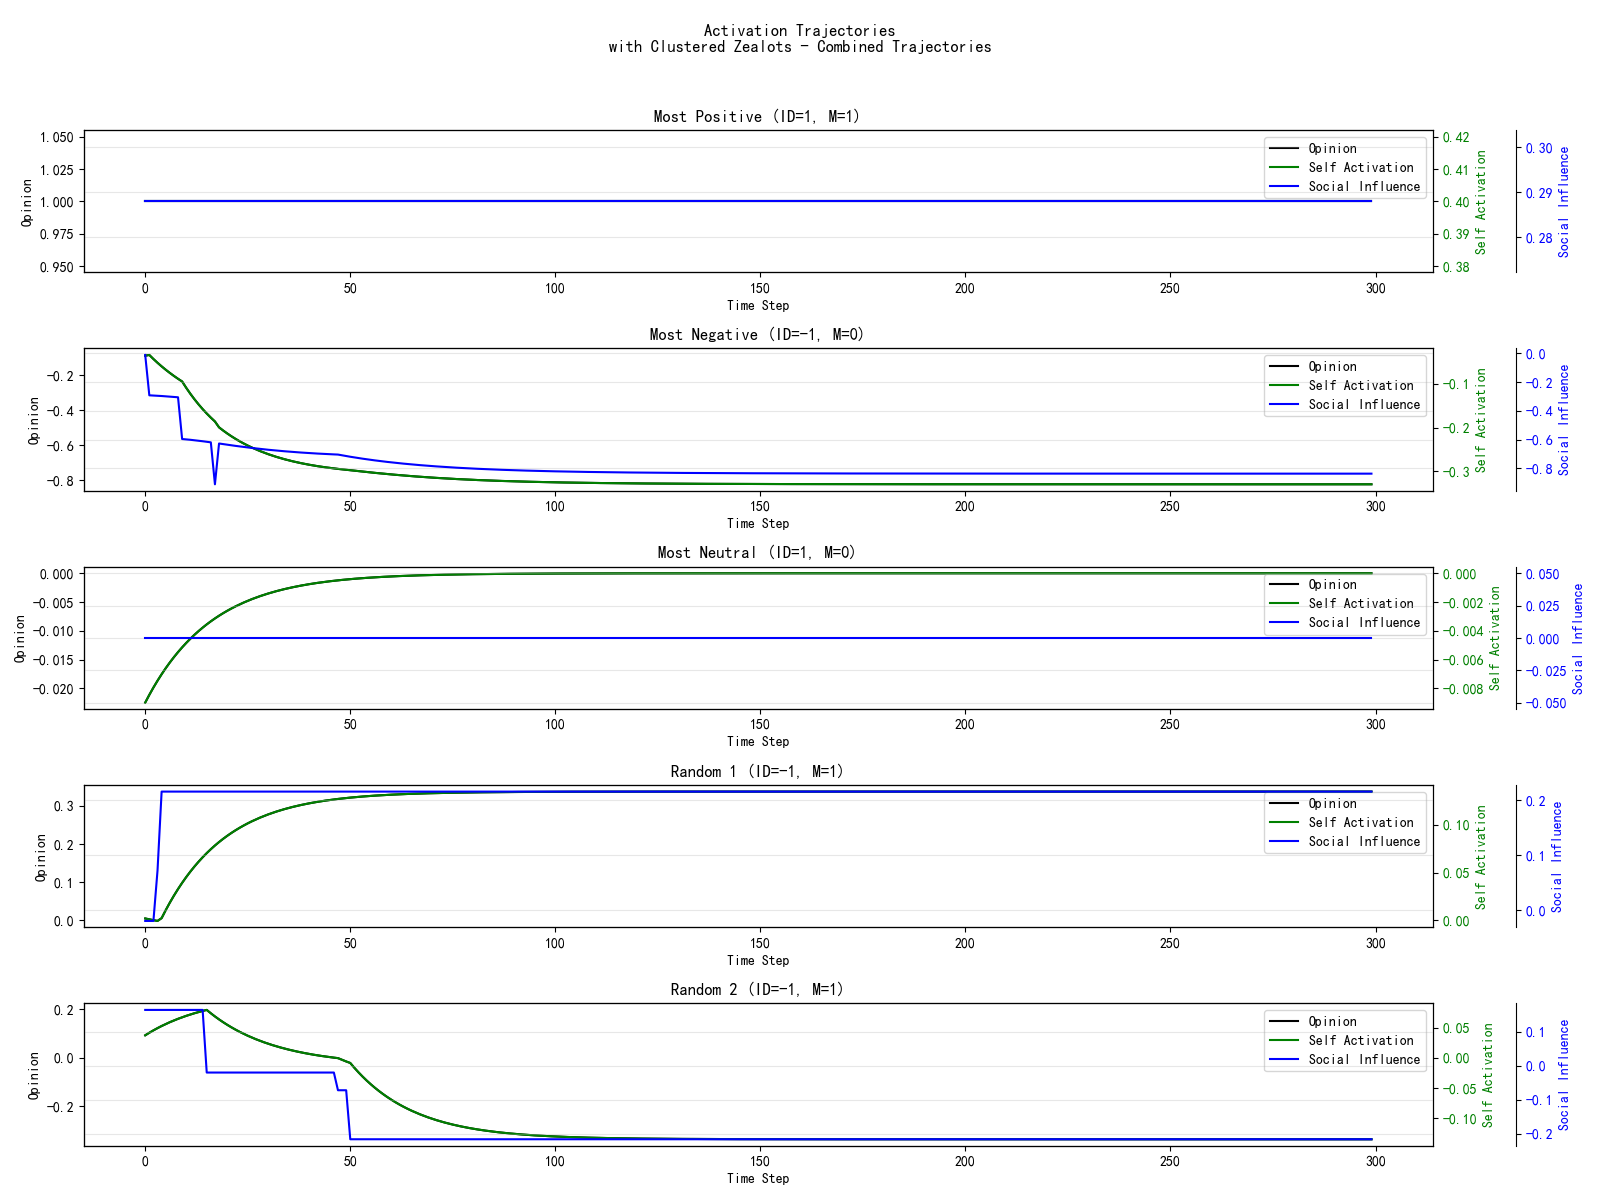 Activation Trajectories
with Clustered Zealots - Combined Trajectories
Most Positive (ID=1, M=1)
1.050
1.025
1.000
0.975
0.950
Opinion
0.42
0.41
0.40
0.39
0.38
Self Activation
0.30
0.29
0.28
Social Influence
Opinion
Self Activation
Social Influence
0 50 100 150 200 250 300
Time Step
Most Negative (ID=-1, M=0)
-0.2
-0.4
-0.6
-0.8
Opinion
-0.1
-0.2
-0.3
Self Activation
0.0
-0.2
-0.4
-0.6
-0.8
Social Influence
Opinion
Self Activation
Social Influence
0 50 100 150 200 250 300
Time Step
Most Neutral (ID=1, M=0)
0.000
-0.005
-0.010
-0.015
-0.020
Opinion
0.000
-0.002
-0.004
-0.006
-0.008
Self Activation
0.050
0.025
0.000
-0.025
-0.050
Social Influence
Opinion
Self Activation
Social Influence
0 50 100 150 200 250 300
Time Step
Random 1 (ID=-1, M=1)
0.3
0.2
0.1
0.0
Opinion
0.10
0.05
0.00
Self Activation
0.2
0.1
0.0
Social Influence
Opinion
Self Activation
Social Influence
0 50 100 150 200 250 300
Time Step
Random 2 (ID=-1, M=1)
0.2
0.0
-0.2
Opinion
0.05
0.00
-0.05
-0.10
Self Activation
0.1
0.0
-0.1
-0.2
Social Influence
Opinion
Self Activation
Social Influence
0 50 100 150 200 250 300
Time Step